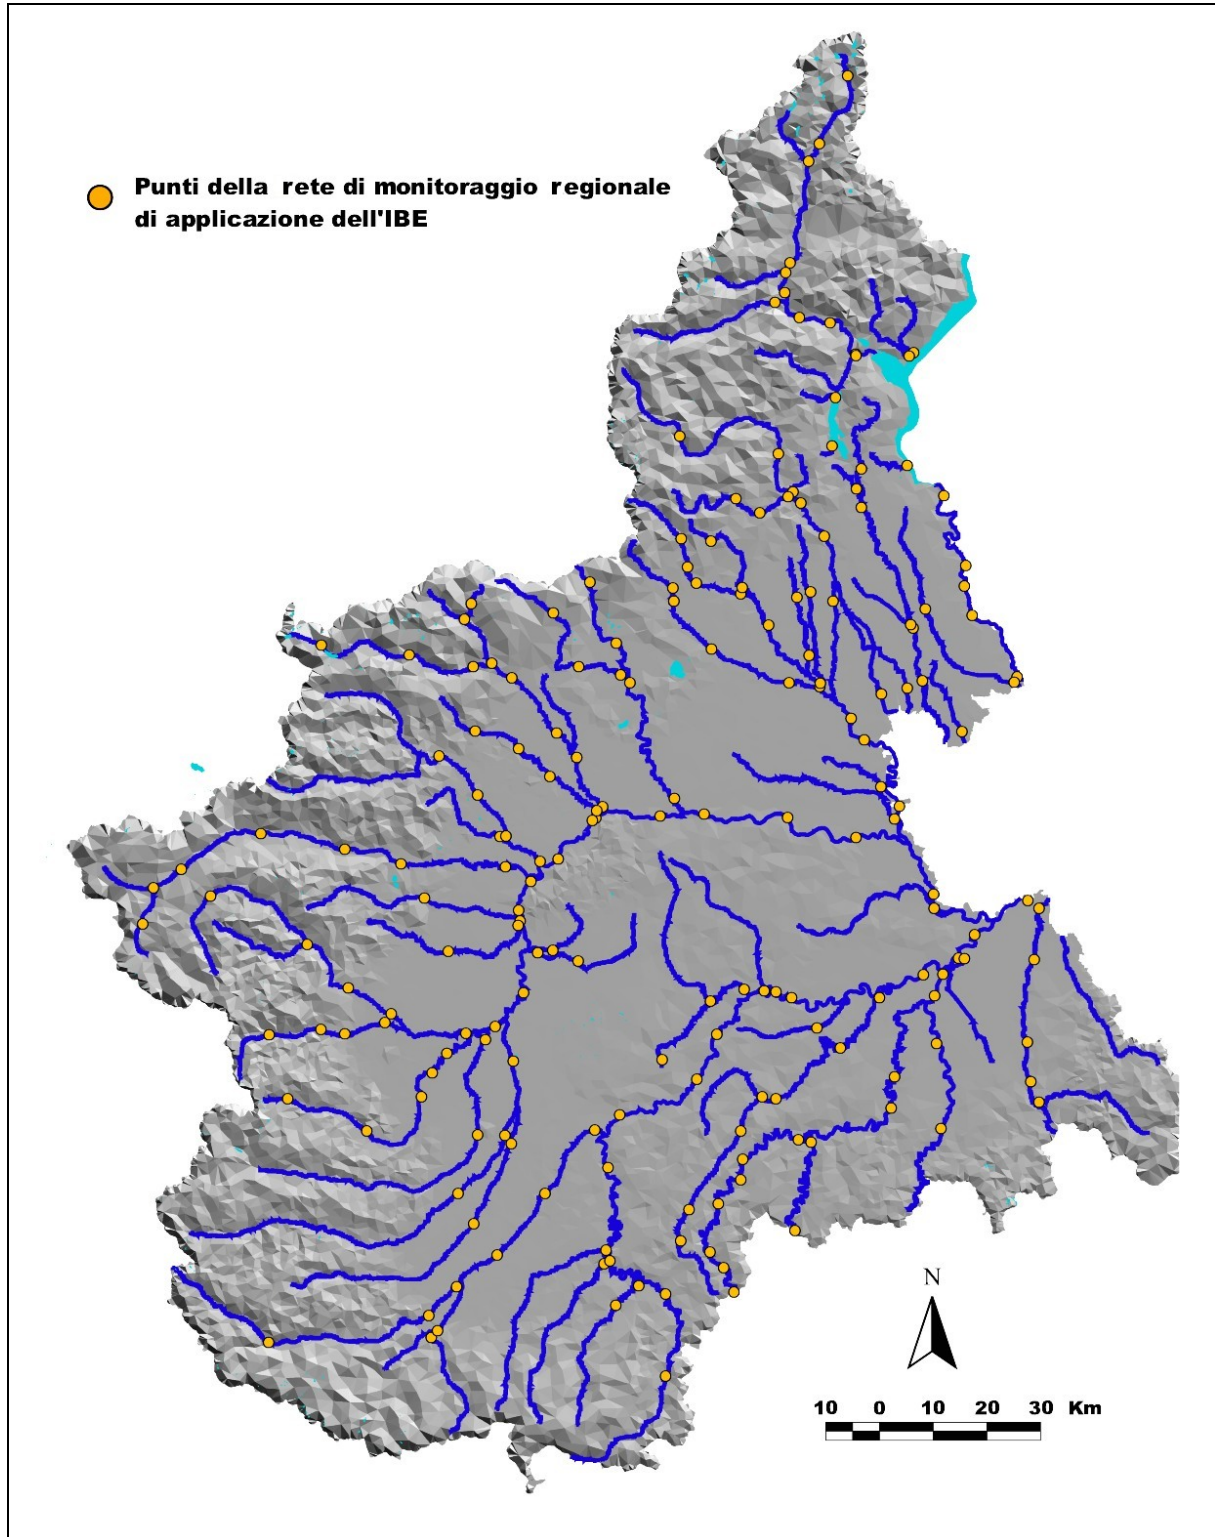 Punti della rete di monitoraggio regionale
di applicazione dell'IBE
N
10 0 10 20 30 Km